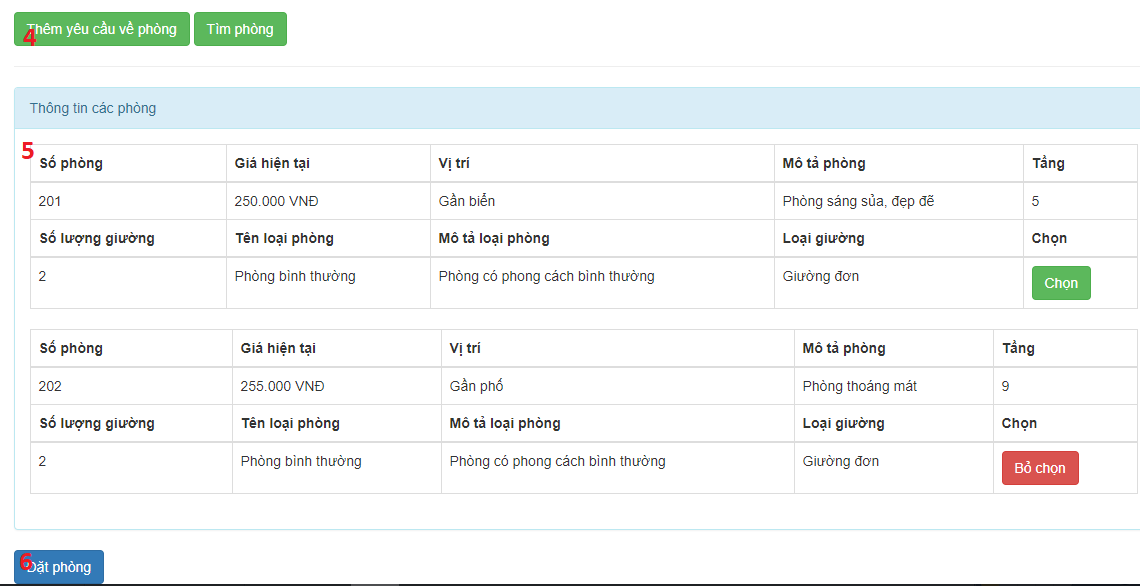 Thêm yêu cầu về phòng Tìm phòng
4
Thông tin các phòng
5
Số phòng Giá hiện tại Vị trí Mô tả phòng Tầng
201 250.000 VNĐ Gần biển Phòng sáng sủa, đẹp đẽ 5
Số lượng giường Tên loại phòng Mô tả loại phòng Loại giường Chọn
2 Phòng bình thường Phòng có phong cách bình thường Giường đơn Chọn
Số phòng Giá hiện tại Vị trí Mô tả phòng Tầng
202 255.000 VNĐ Gần phố Phòng thoáng mát 9
Số lượng giường Tên loại phòng Mô tả loại phòng Loại giường Chọn
2 Phòng bình thường Phòng có phong cách bình thường Giường đơn Bỏ chọn
6
Đặt phòng